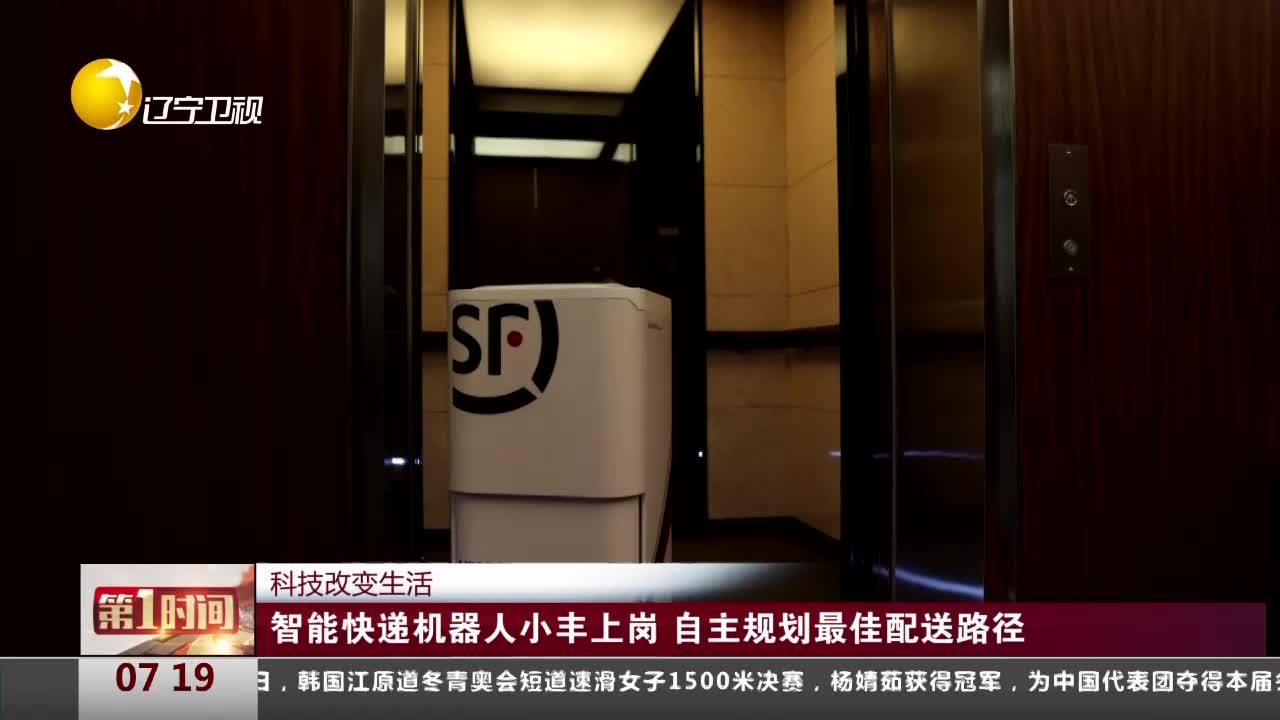 辽宁卫视
SF
科技改变生活
第1时间
智能快递机器人小丰上岗 自主规划最佳配送路径
07 19
日，韩国江原道冬青奥会短道速滑女子1500米决赛，杨婧茹获得冠军，为中国代表团夺得本届